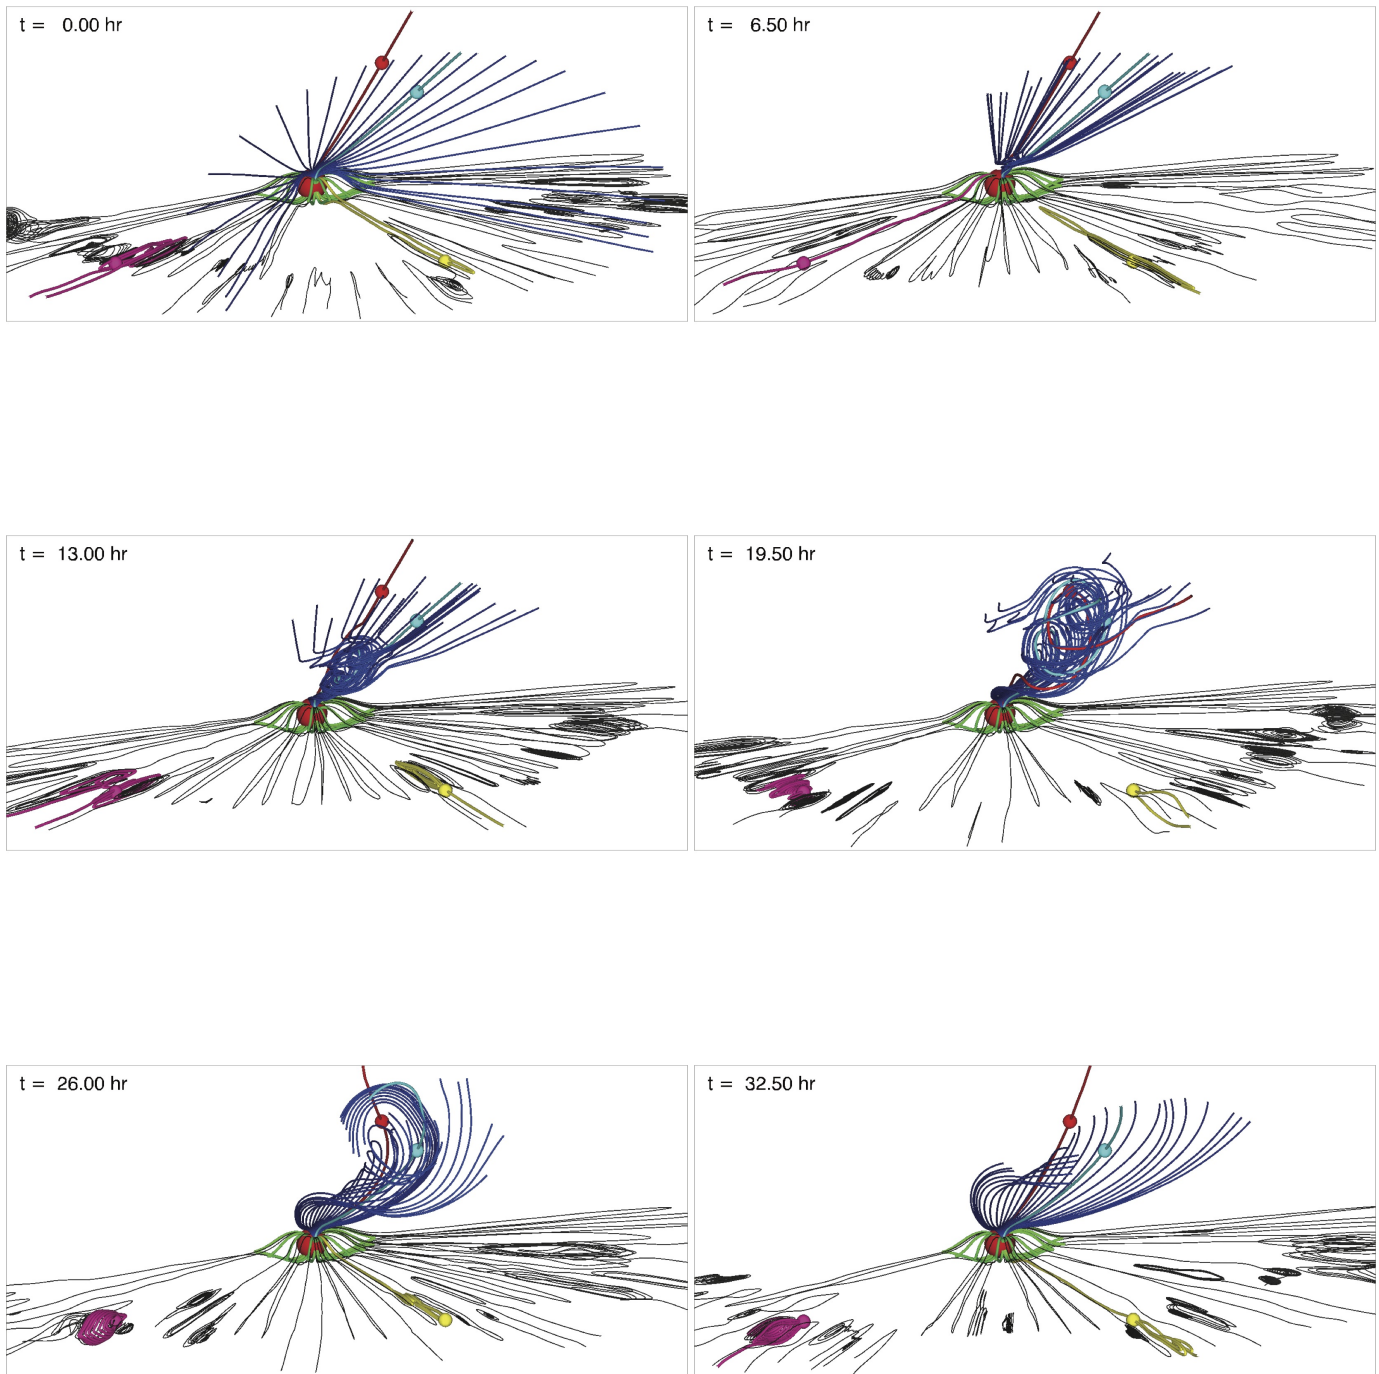 t = 0.00 hr
t = 6.50 hr
t = 13.00 hr
t = 19.50 hr
t = 26.00 hr
t = 32.50 hr